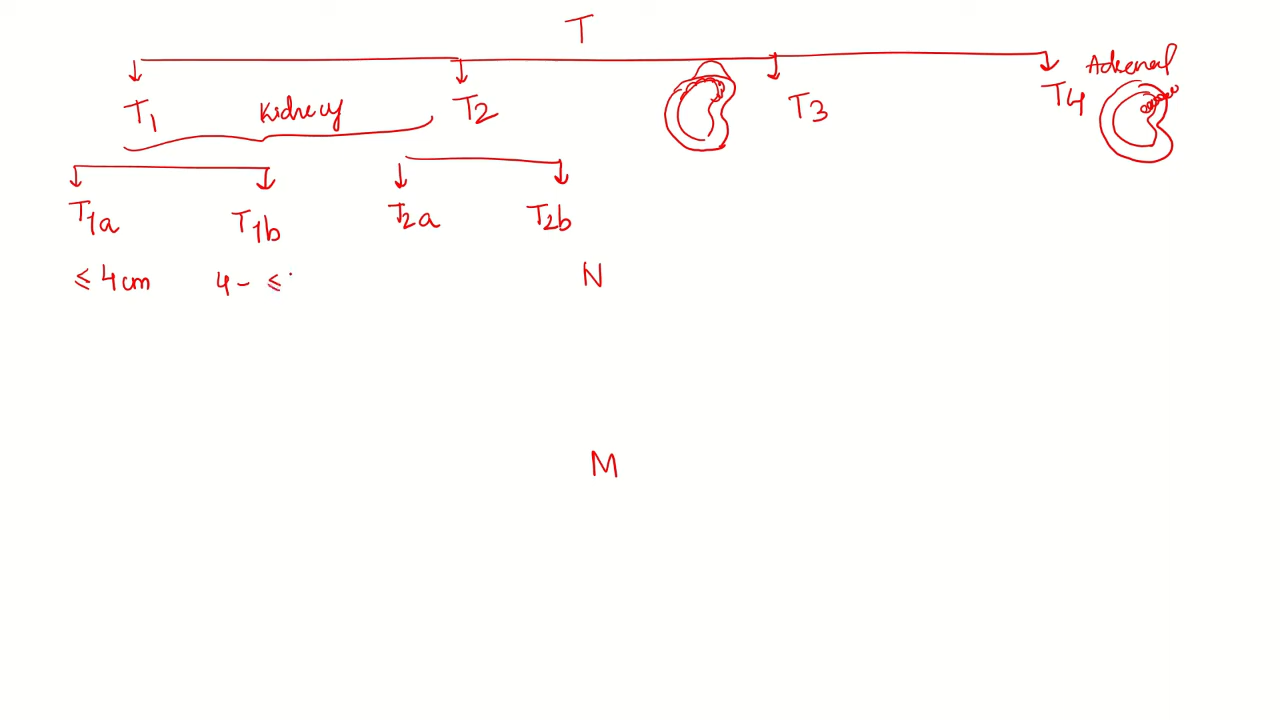 T
Adrenal
T1 Kidney T2 T3 T4
T1a T1b T2a T2b
≤ 4cm 4 - ≤
N
M